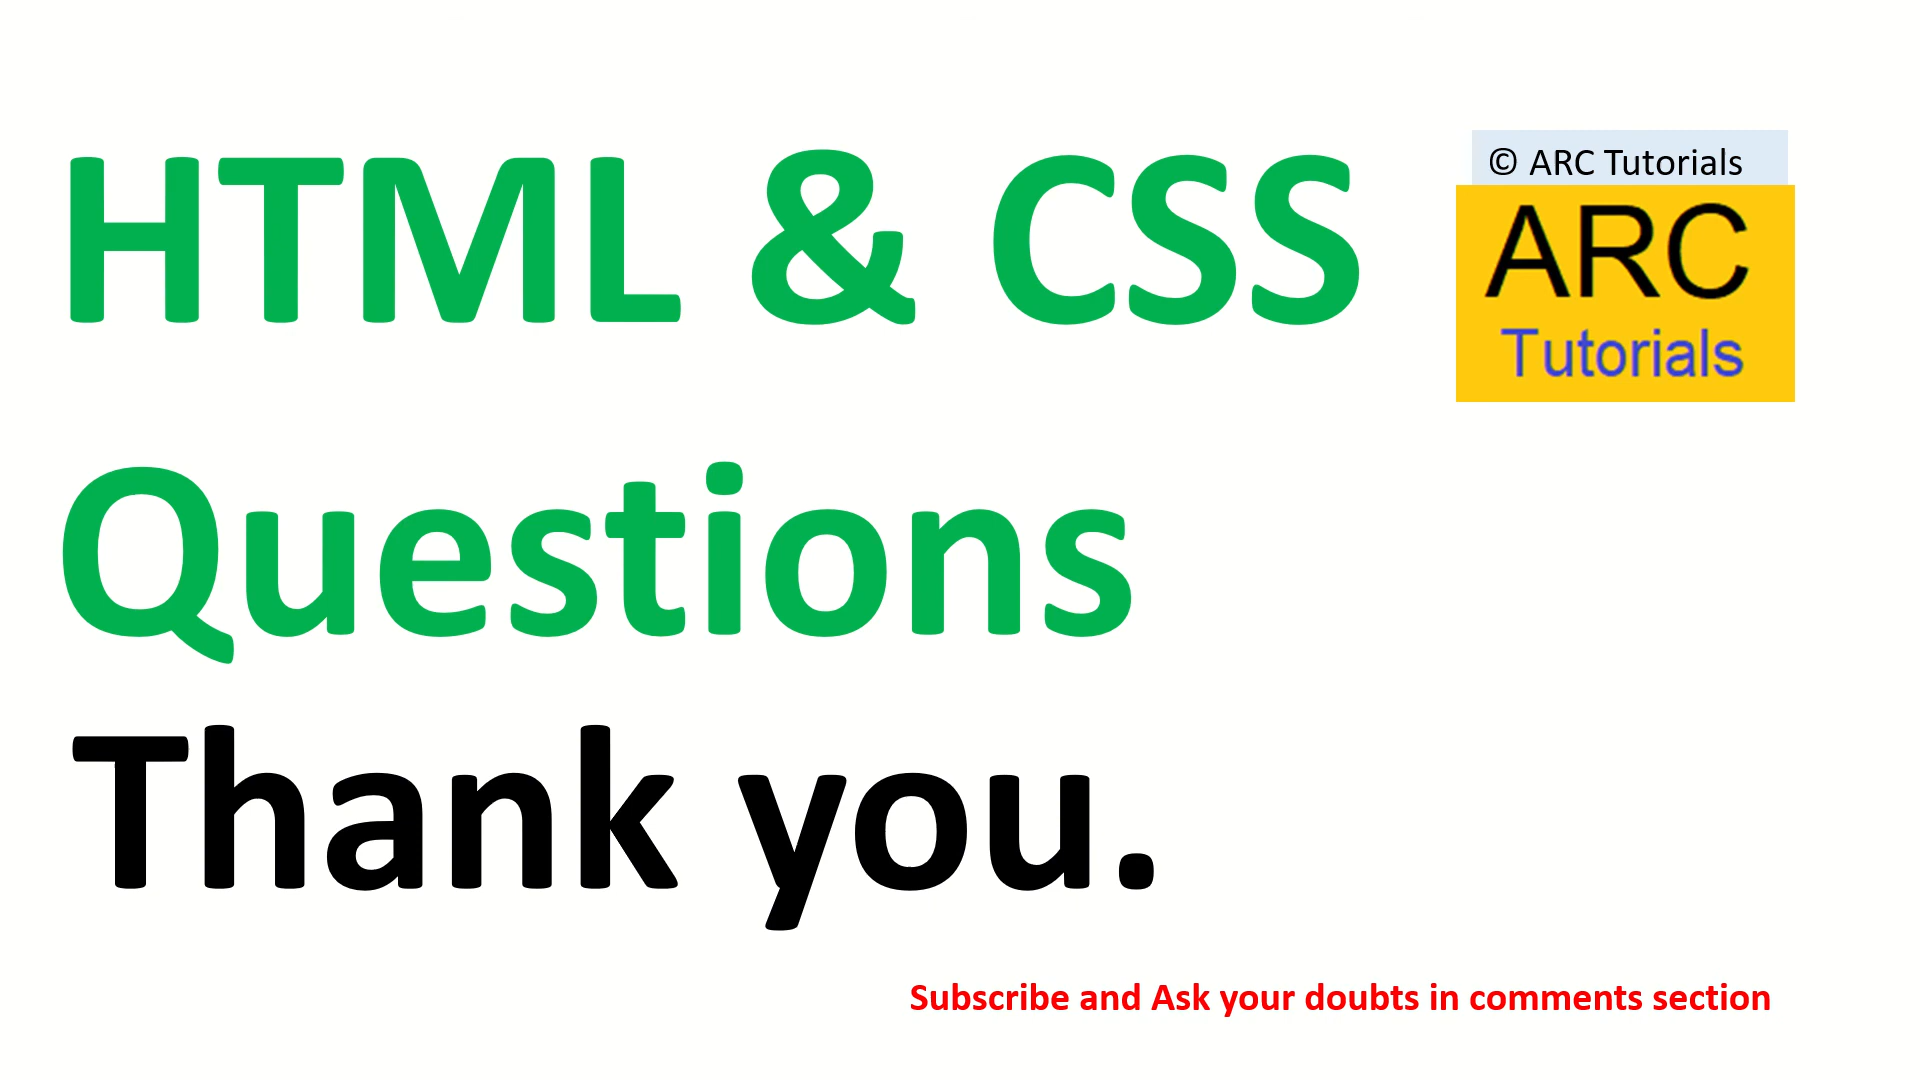 HTML & CSS
© ARC Tutorials
ARC
Tutorials
Questions
Thank you.
Subscribe and Ask your doubts in comments section